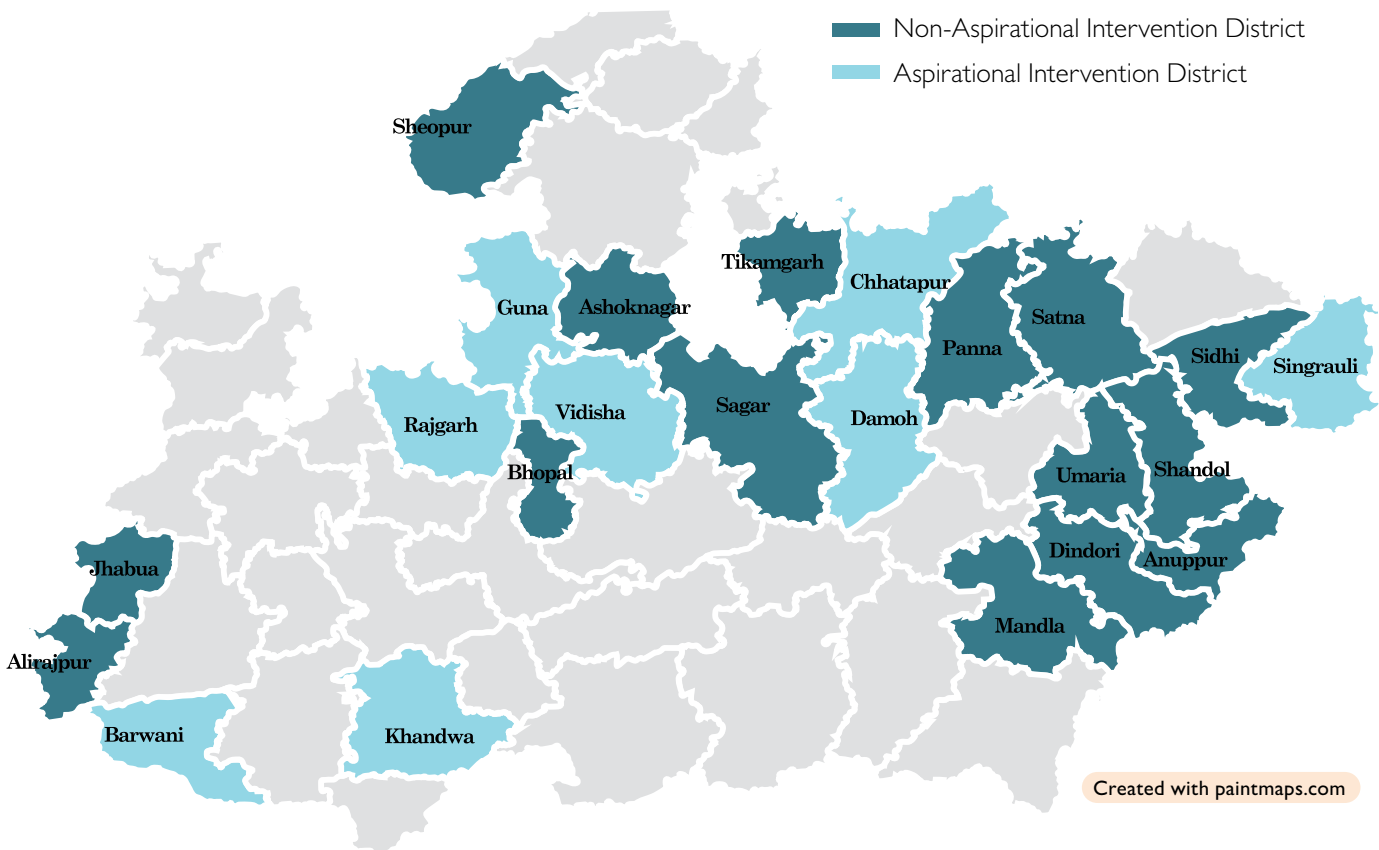 Non-Aspirational Intervention District
Aspirational Intervention District
Sheopur
Tikamgarh
Chhatapur
Guna
Ashoknagar
Satna
Panna
Sidhi
Singrauli
Rajgarh
Vidisha
Sagar
Damoh
Bhopal
Umaria
Shandol
Jhabua
Dindori
Anuppur
Mandla
Alirajpur
Barwani
Khandwa
Created with paintmaps.com